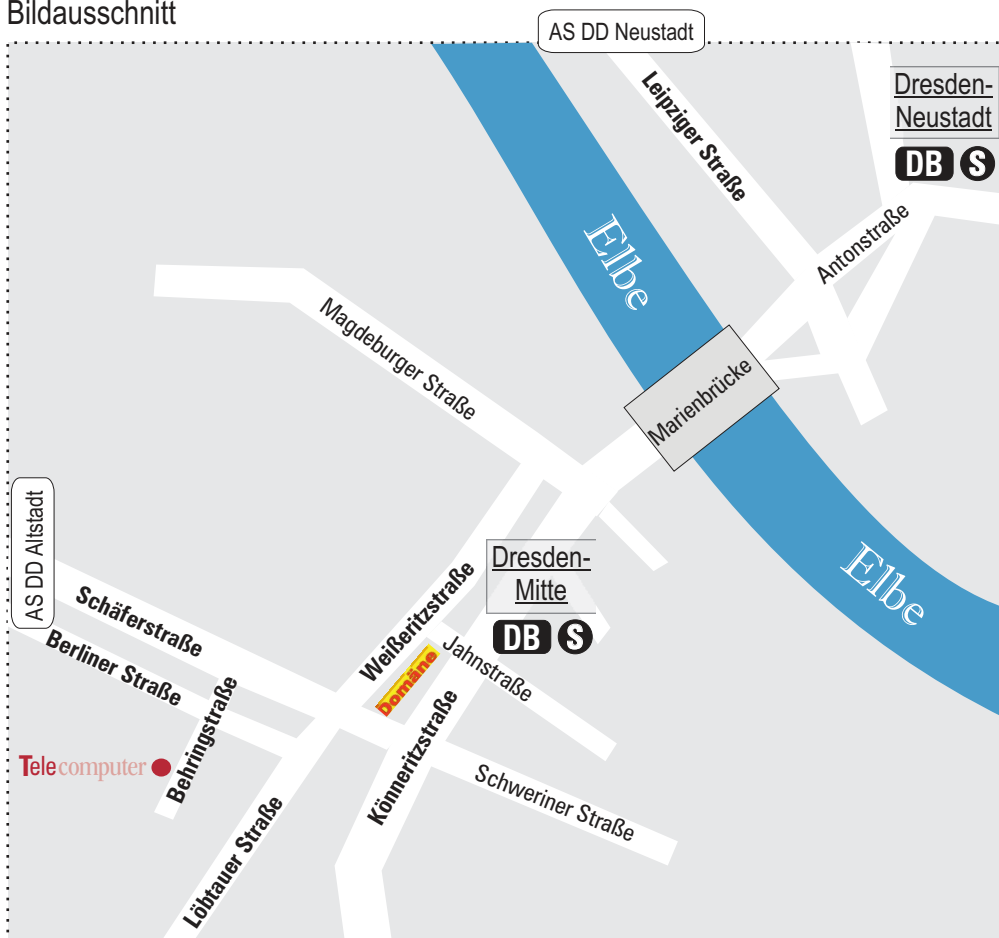 Bildausschnitt
AS DD Neustadt
Leipziger Straße
Dresden-
Neustadt
DB S
Elbe
Antonstraße
Magdeburger Straße
Marienbrücke
AS DD Altstadt
Dresden-
Mitte
DB S
Elbe
Schäferstraße
Berliner Straße
Weißeritzstraße
Jahnstraße
Domäne
Behringstraße
Telecomputer
Könneritzstraße
Schweriner Straße
Löbtauer Straße